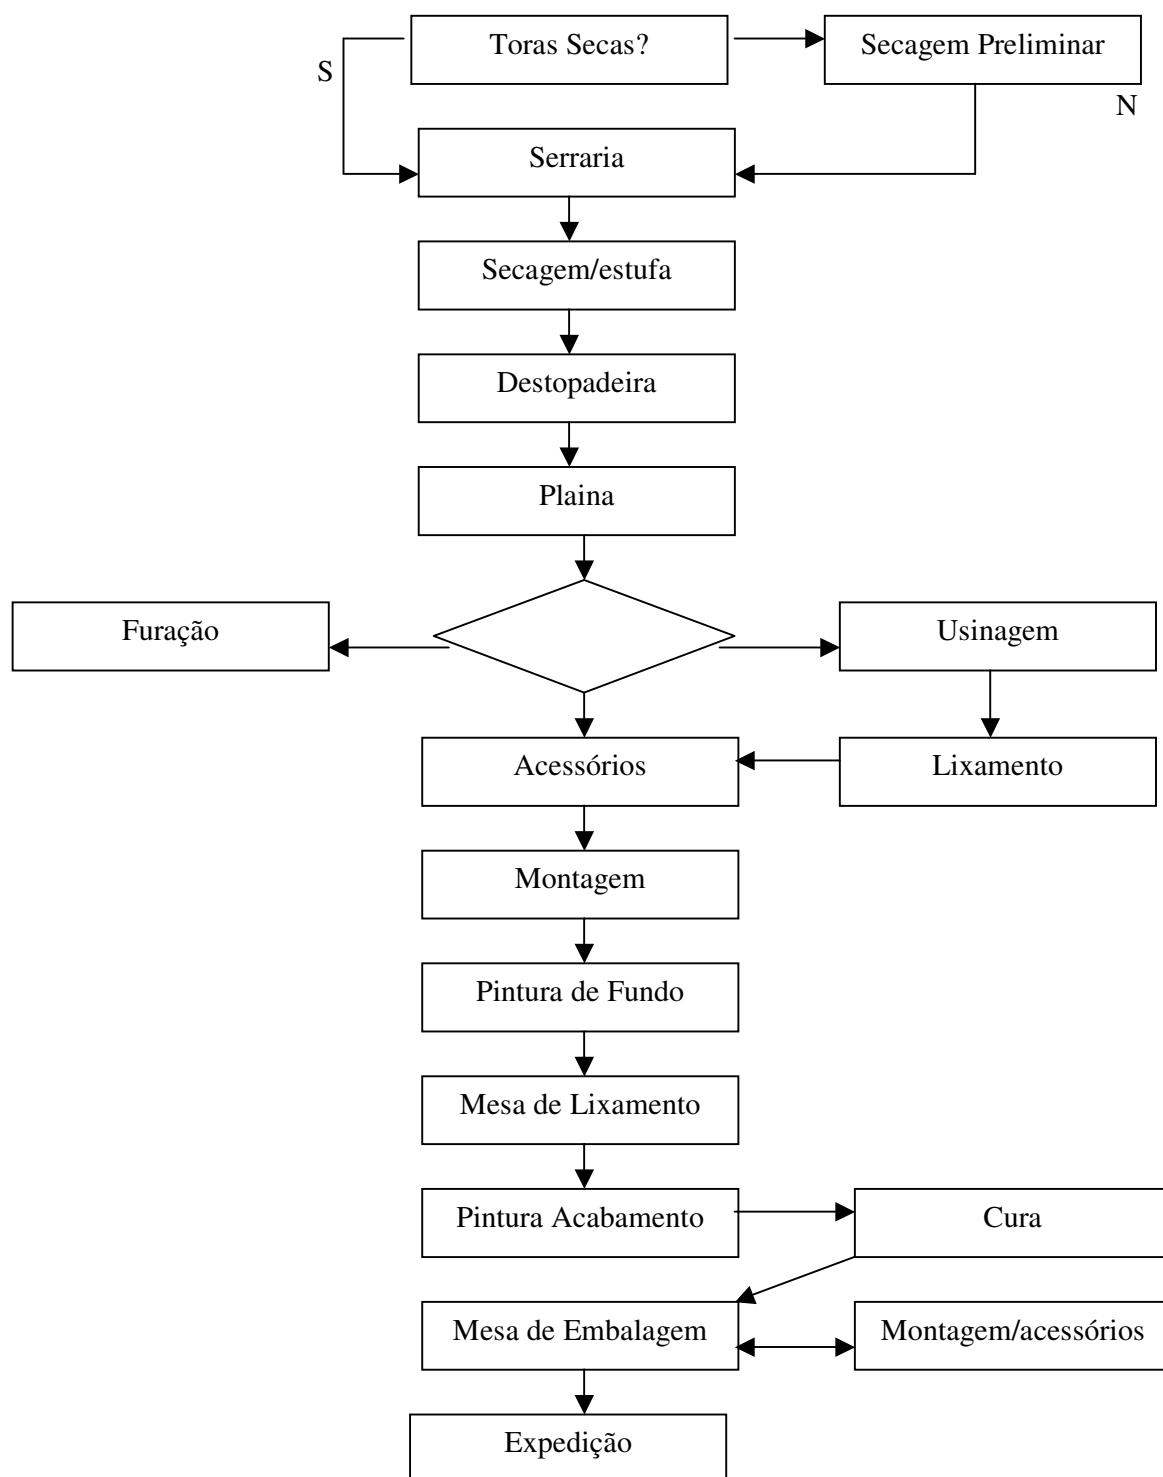 Toras Secas?
Secagem Preliminar
S
N
Serraria
Secagem/estufa
Destopadeira
Plaina
Furação
Usinagem
Acessórios
Lixamento
Montagem
Pintura de Fundo
Mesa de Lixamento
Pintura Acabamento
Cura
Mesa de Embalagem
Montagem/acessórios
Expedição